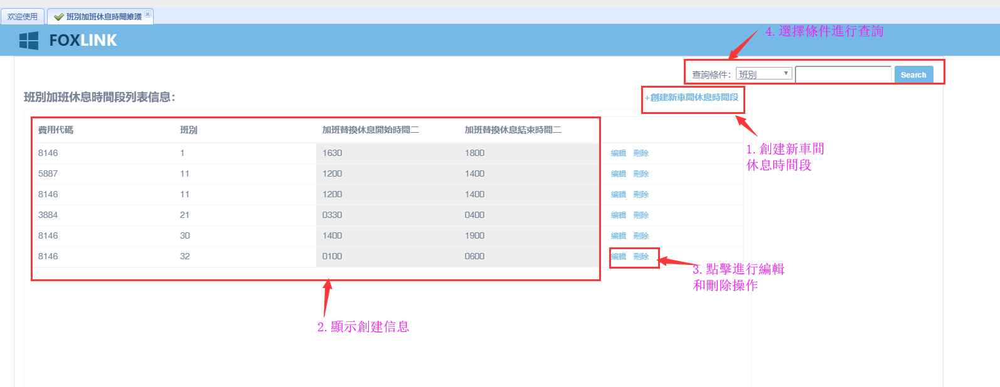 欢迎使用
班別加班休息時間維護
FOXLINK
4.選擇條件進行查詢
查詢條件：
班別
Search
班別加班休息時間段列表信息：
+創建新車間休息時間段
費用代碼 班別 加班替換休息開始時間二 加班替換休息結束時間二
8146 1 1630 1800 編輯 刪除
5887 11 1200 1400 編輯 刪除
8146 11 1200 1400 編輯 刪除
3884 21 0330 0400 編輯 刪除
8146 30 1400 1900 編輯 刪除
8146 32 0100 0600 編輯 刪除
1.創建新車間
休息時間段
3.點擊進行編輯
和刪除操作
2.顯示創建信息